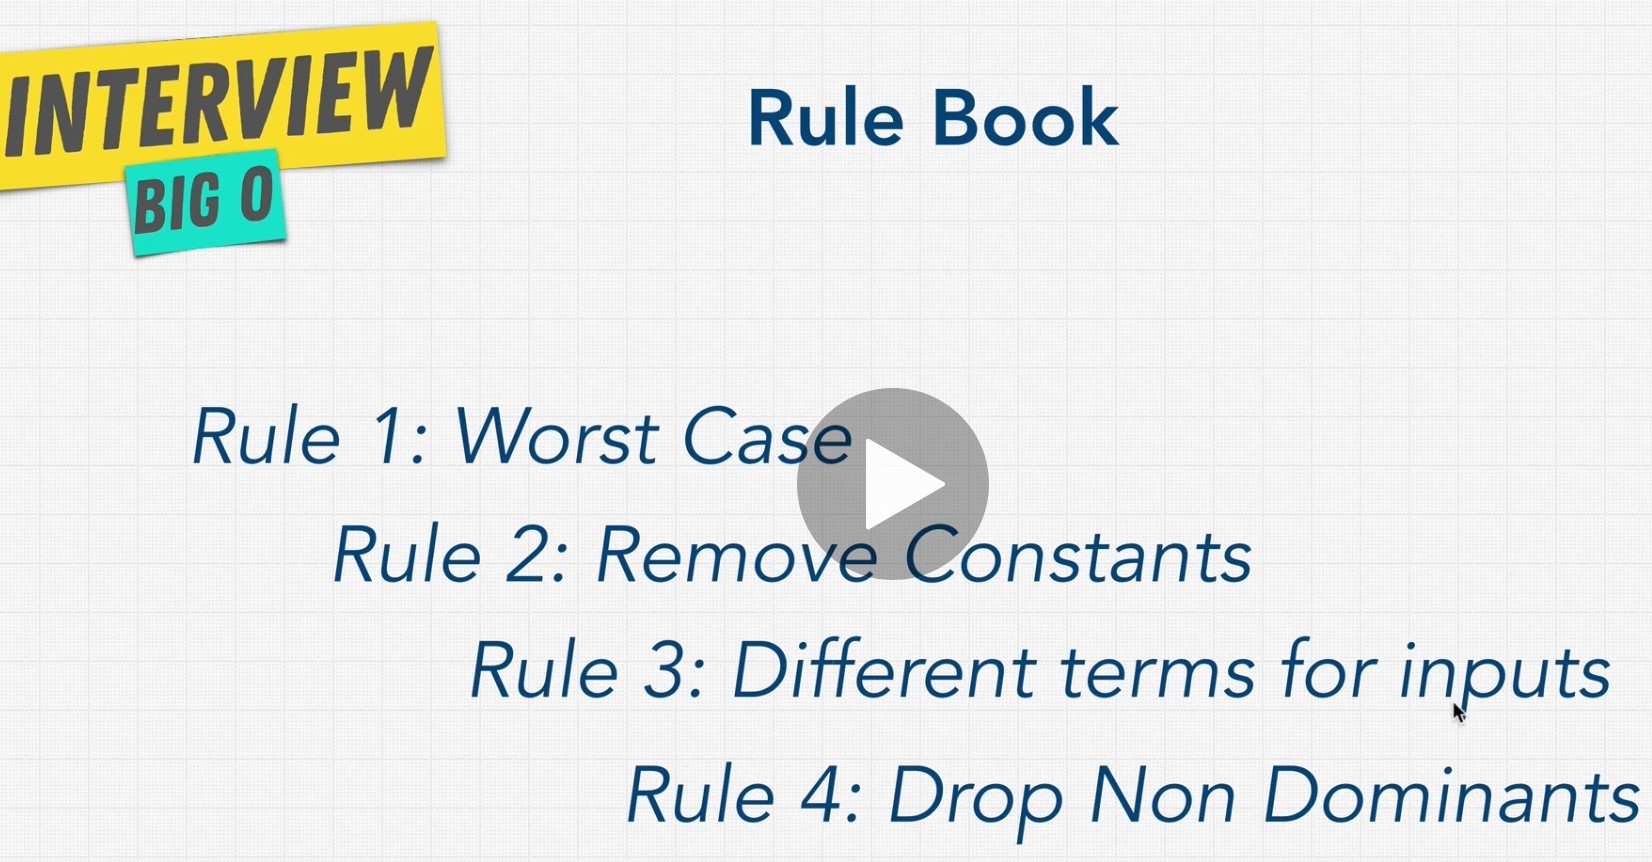 INTERVIEW
BIG O
Rule Book
Rule 1: Worst Case
Rule 2: Remove Constants
Rule 3: Different terms for inputs
Rule 4: Drop Non Dominants